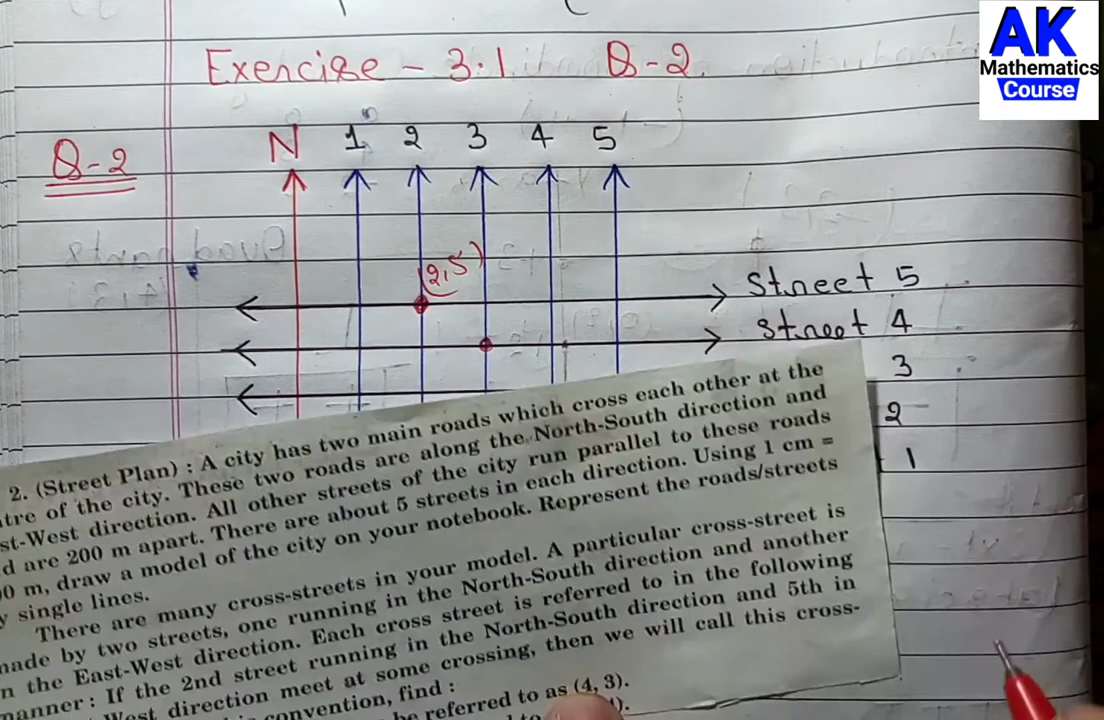 AK
Mathematics
Course
Exercise - 3.1 Q-2.
Q-2
N 1 2 3 4 5
(2,5)
Street 5
Street 4
3
2
1
2. (Street Plan) : A city has two main roads which cross each other at the
tre of the city. These two roads are along the North-South direction and
st-West direction. All other streets of the city run parallel to these roads
d are 200 m apart. There are about 5 streets in each direction. Using 1 cm =
0 m, draw a model of the city on your notebook. Represent the roads/streets
y single lines.
There are many cross-streets in your model. A particular cross-street is
made by two streets, one running in the North-South direction and another
n the East-West direction. Each cross street is referred to in the following
manner : If the 2nd street running in the North-South direction and 5th in
West direction meet at some crossing, then we will call this cross-
convention, find :
be referred to as (4, 3).